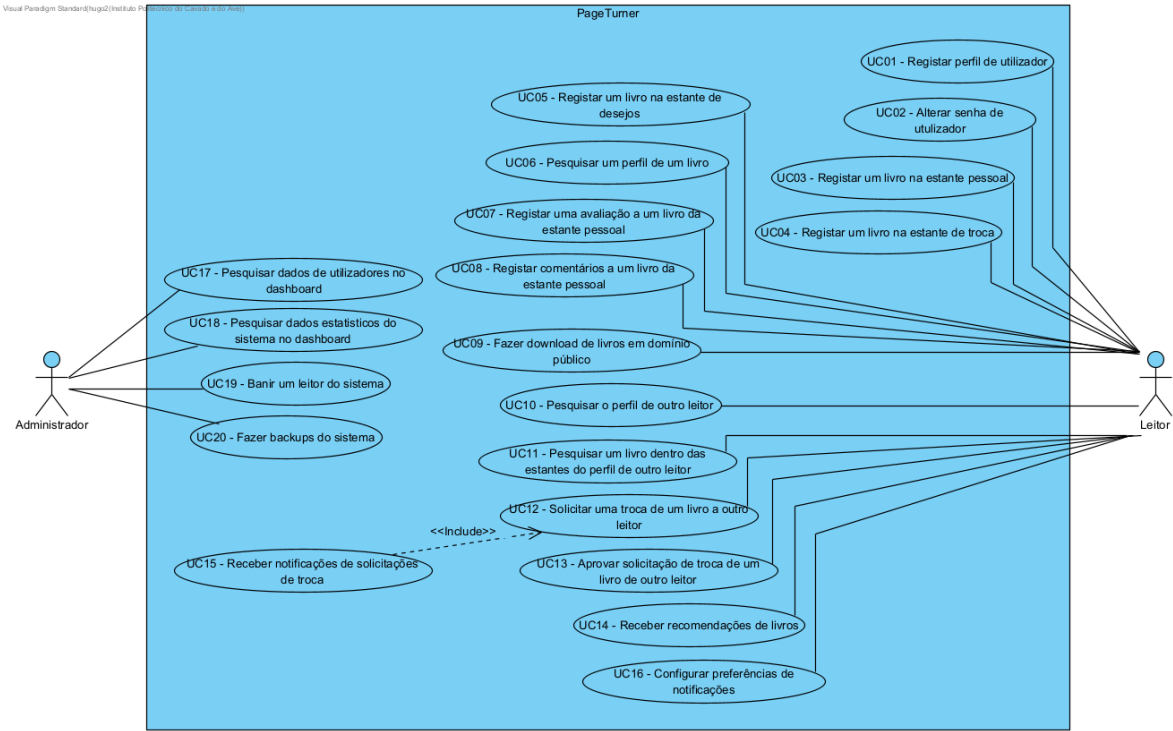 Visual Paradigm Standard(hugo2(Instituto Politécnico do Cávado e do Ave))
PageTurner
UC01 - Registar perfil de utilizador
UC02 - Alterar senha de
utulizador
UC03 - Registar um livro na estante pessoal
UC04 - Registar um livro na estante de troca
UC05 - Registar um livro na estante de
desejos
UC06 - Pesquisar um perfil de um livro
UC07 - Registar uma avaliação a um livro da
estante pessoal
UC08 - Registar comentários a um livro da
estante pessoal
UC09 - Fazer download de livros em domínio
público
UC10 - Pesquisar o perfil de outro leitor
UC11 - Pesquisar um livro dentro das
estantes do perfil de outro leitor
UC12 - Solicitar uma troca de um livro a outro
leitor
<<Include>>
UC13 - Aprovar solicitação de troca de um
livro de outro leitor
UC14 - Receber recomendações de livros
UC15 - Receber notificações de solicitações
de troca
UC16 - Configurar preferências de
notificações
UC17 - Pesquisar dados de utilizadores no
dashboard
UC18 - Pesquisar dados estatisticos do
sistema no dashboard
UC19 - Banir um leitor do sistema
UC20 - Fazer backups do sistema
Administrador
Leitor